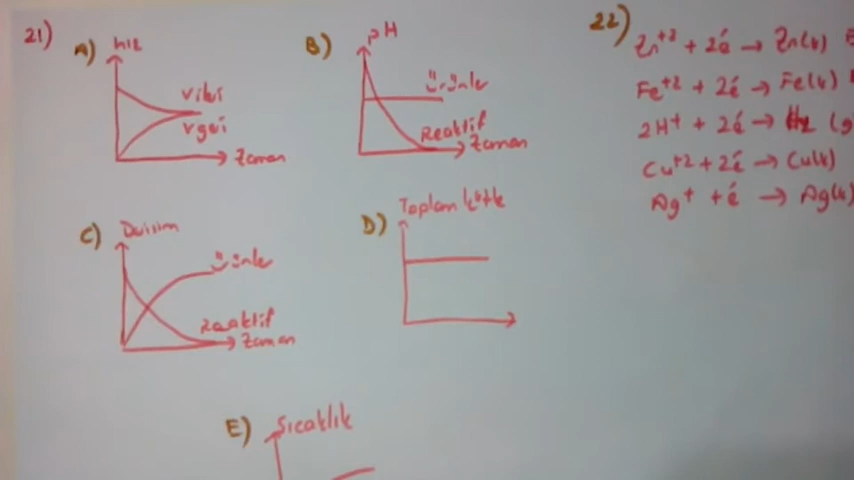 21)
A) hız
vileri
vgeri
Zaman
B) pH
Ürünler
Reaktif
Zaman
C) Derişim
Ürünler
Reaktif
Zaman
D) Toplam kütle
E) Sıcaklık
22)
Zn⁺² + 2é → Zn(k)
Fe⁺² + 2é → Fe(k)
2H⁺ + 2é → H₂ (g)
Cu⁺² + 2é → Cu(k)
Ag⁺ + é → Ag(k)